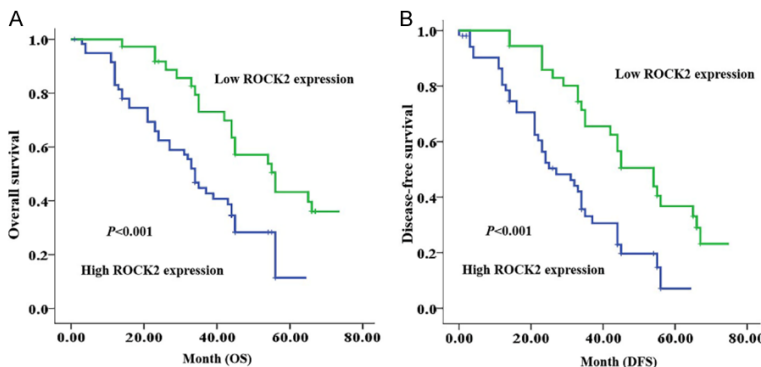 A
Overall survival
1.0
0.8
0.6
0.4
0.2
0.0
Low ROCK2 expression
P<0.001
High ROCK2 expression
0.00 20.00 40.00 60.00 80.00
Month (OS)
B
Disease-free survival
1.0
0.8
0.6
0.4
0.2
0.0
Low ROCK2 expression
P<0.001
High ROCK2 expression
0.00 20.00 40.00 60.00 80.00
Month (DFS)